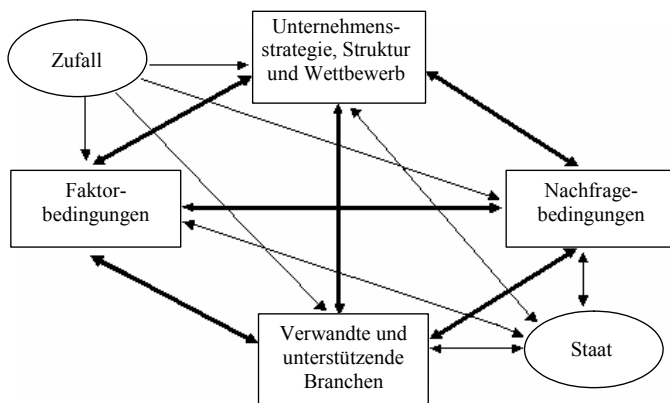 Zufall
Unternehmens-
strategie, Struktur
und Wettbewerb
Faktor-
bedingungen
Nachfrage-
bedingungen
Verwandte und
unterstützende
Branchen
Staat